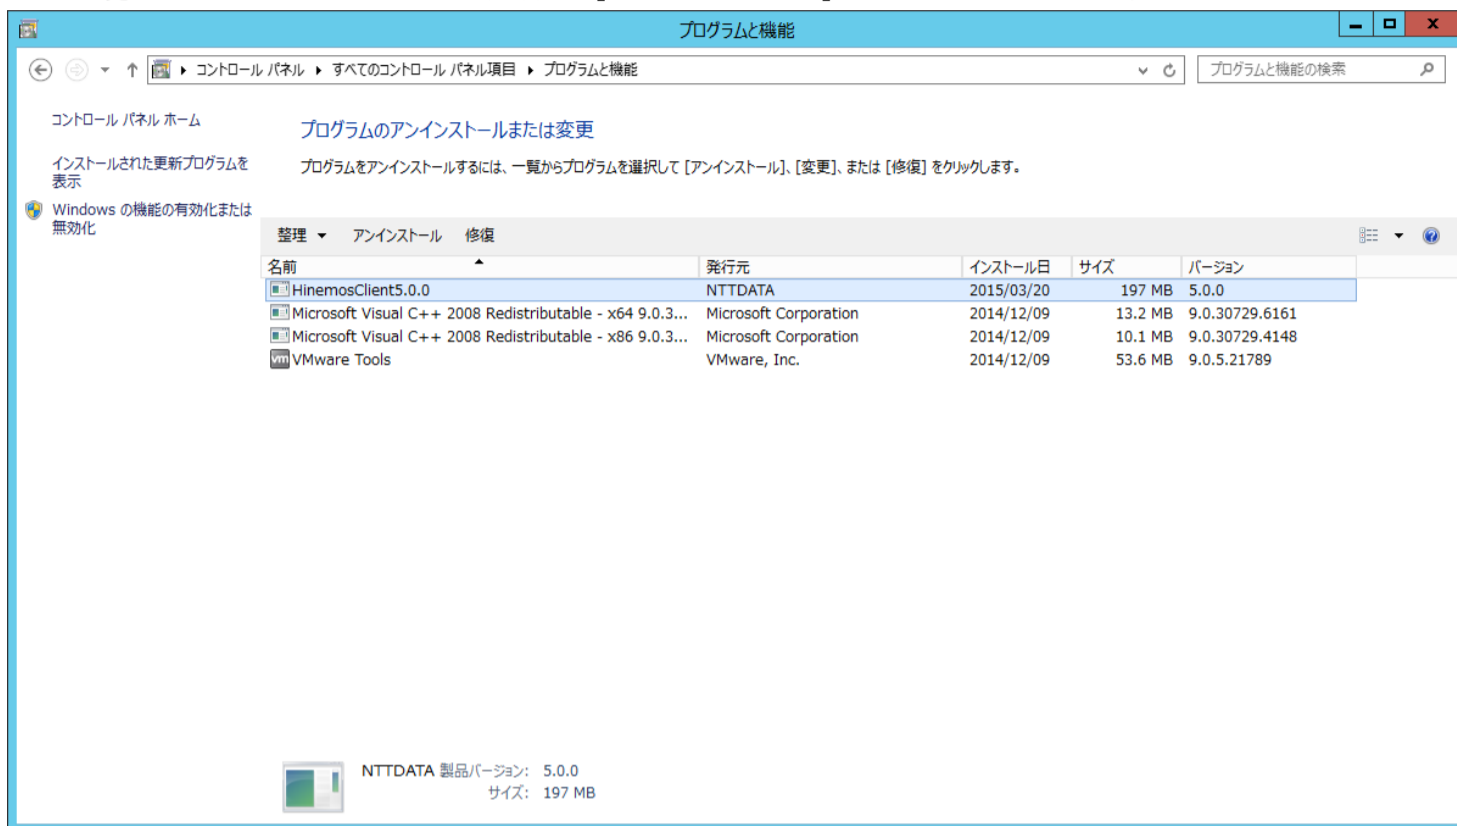 プログラムと機能
コントロール パネル ▸ すべてのコントロール パネル項目 ▸ プログラムと機能
プログラムと機能の検索
コントロール パネル ホーム
インストールされた更新プログラムを
表示
Windows の機能の有効化または
無効化
プログラムのアンインストールまたは変更
プログラムをアンインストールするには、一覧からプログラムを選択して [アンインストール]、[変更]、または [修復] をクリックします。
整理 アンインストール 修復
名前 発行元 インストール日 サイズ バージョン
HinemosClient5.0.0 NTTDATA 2015/03/20 197 MB 5.0.0
Microsoft Visual C++ 2008 Redistributable - x64 9.0.3... Microsoft Corporation 2014/12/09 13.2 MB 9.0.30729.6161
Microsoft Visual C++ 2008 Redistributable - x86 9.0.3... Microsoft Corporation 2014/12/09 10.1 MB 9.0.30729.4148
VMware Tools VMware, Inc. 2014/12/09 53.6 MB 9.0.5.21789
NTTDATA 製品バージョン: 5.0.0
サイズ: 197 MB